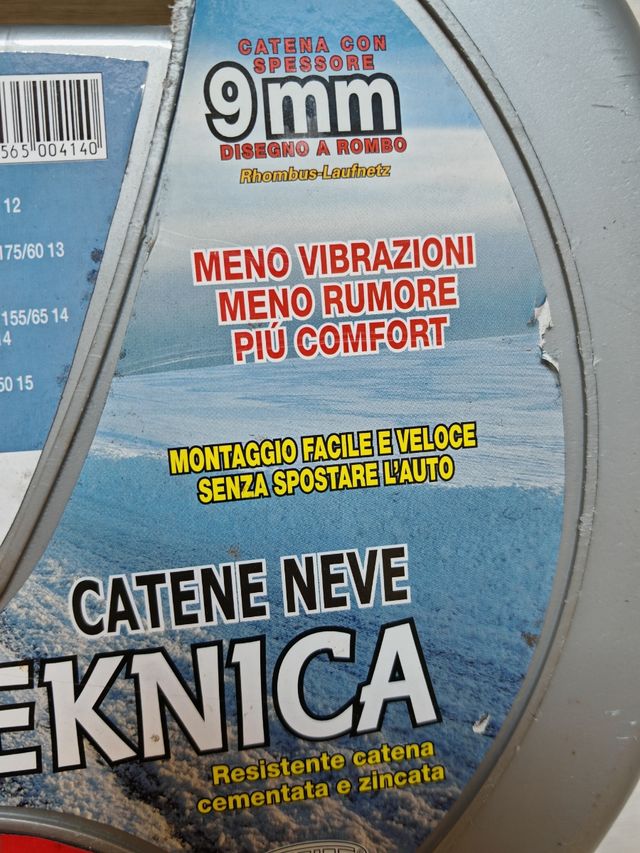 CATENA CON
SPESSORE
9mm
DISEGNO A ROMBO
Rhombus-Laufnetz
565 004140
12
175/60 13
155/65 14
4
50 15
MENO VIBRAZIONI
MENO RUMORE
PIÚ COMFORT
MONTAGGIO FACILE E VELOCE
SENZA SPOSTARE L'AUTO
CATENE NEVE
EKNICA
Resistente catena
cementata e zincata